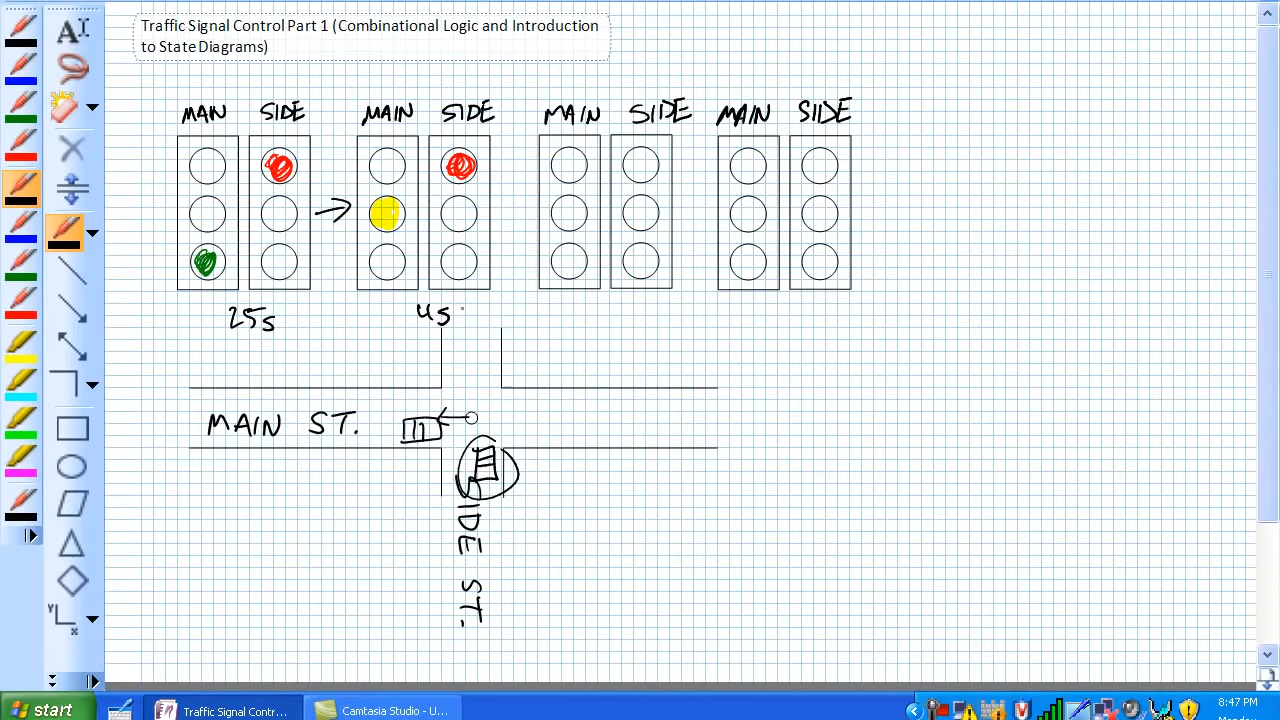 Traffic Signal Control Part 1 (Combinational Logic and Introduction
to State Diagrams)
MAIN SIDE MAIN SIDE MAIN SIDE MAIN SIDE
25s 4s
MAIN ST.
SIDE ST.
start
Traffic Signal Contr...
Camtasia Studio - U...
8:47 PM